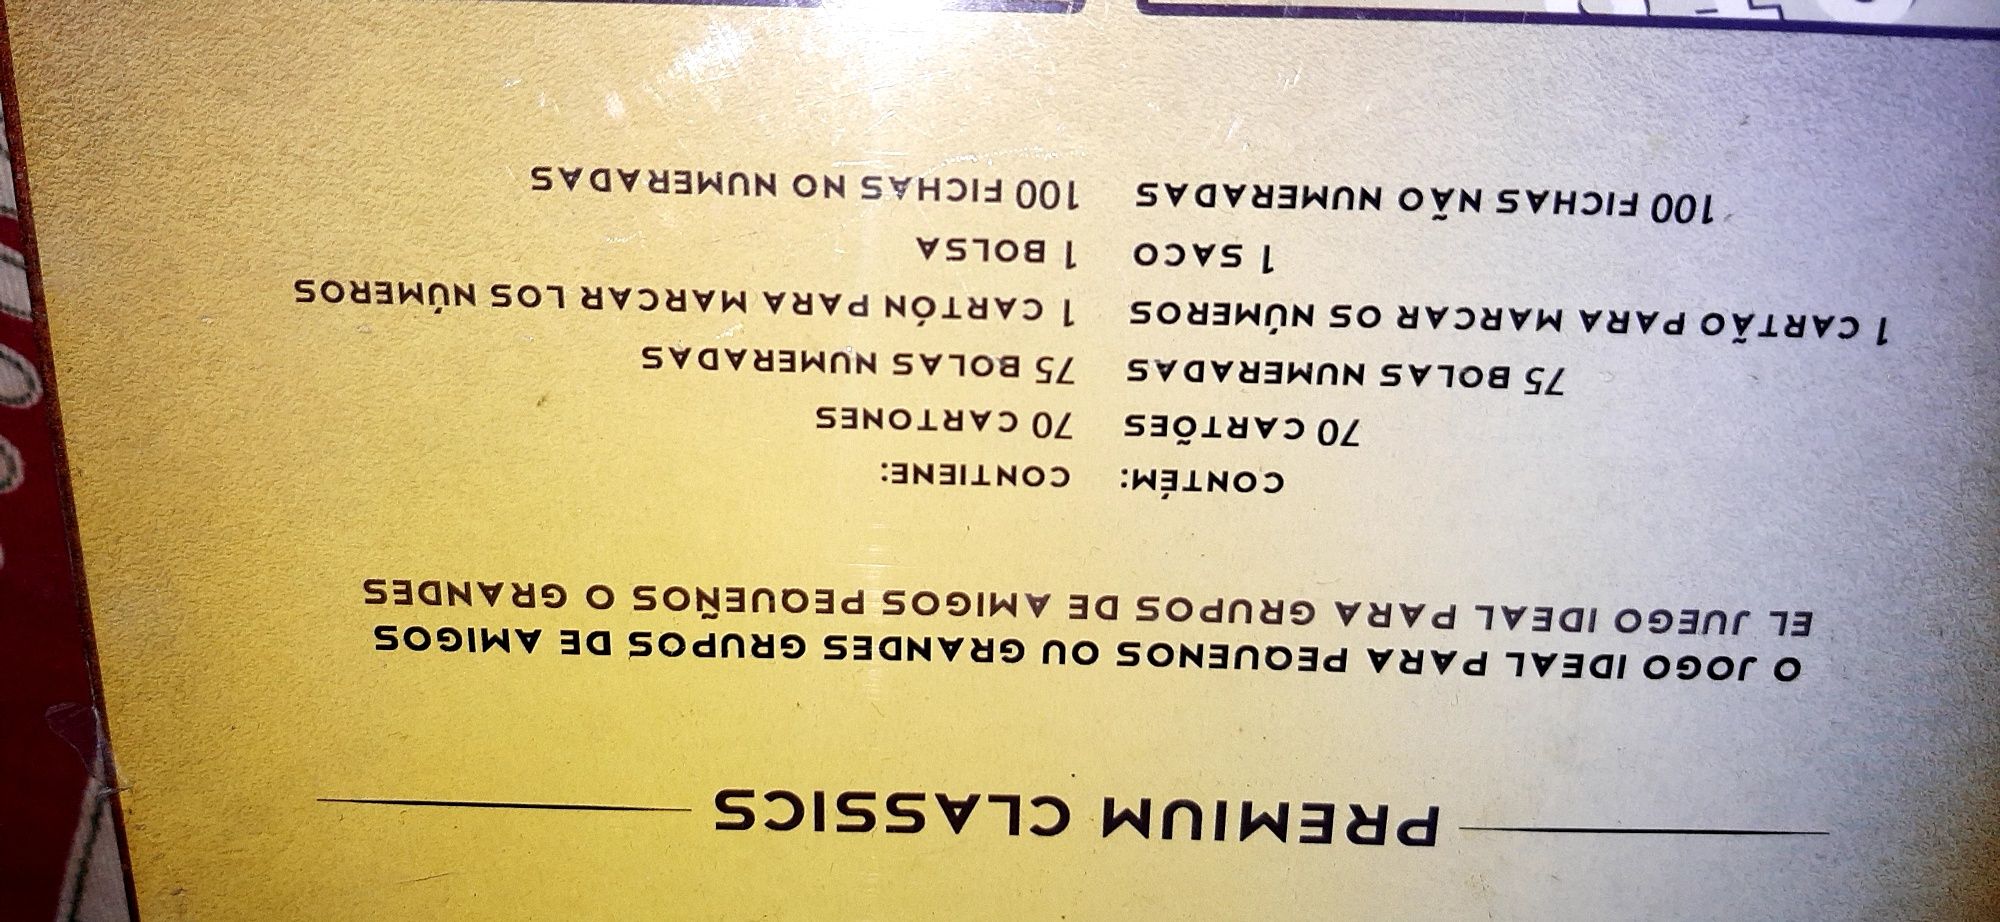 PREMIUM CLASSICS
O JOGO IDEAL PARA PEQUENOS OU GRANDES GRUPOS DE AMIGOS
EL JUEGO IDEAL PARA GRUPOS DE AMIGOS PEQUEÑOS O GRANDES
CONTÉM:
70 CARTÕES
75 BOLAS NUMERADAS
1 CARTÃO PARA MARCAR OS NÚMEROS
1 SACO
100 FICHAS NÃO NUMERADAS
CONTIENE:
70 CARTONES
75 BOLAS NUMERADAS
1 CARTÓN PARA MARCAR LOS NÚMEROS
1 BOLSA
100 FICHAS NO NUMERADAS